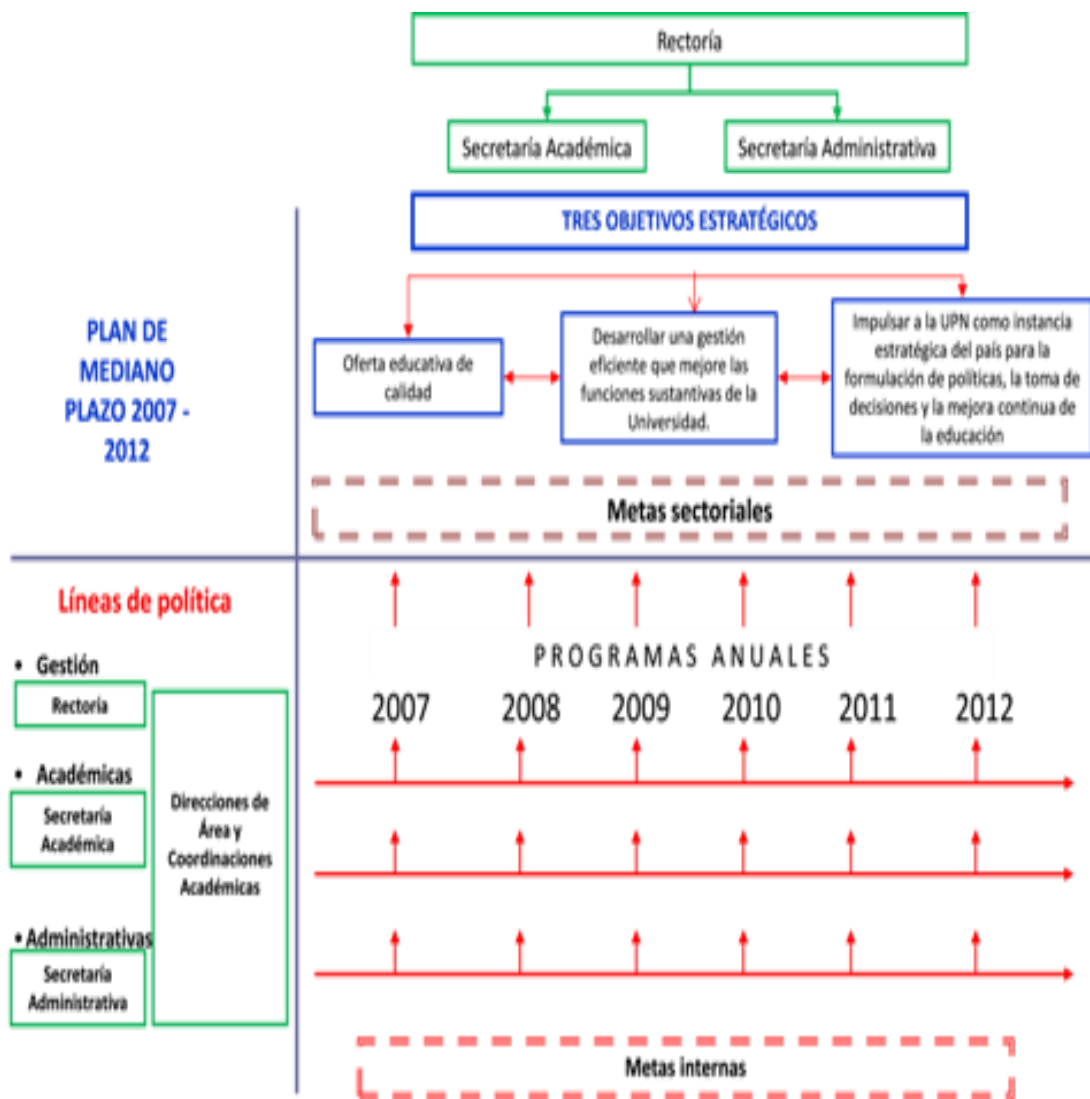 Rectoría
Secretaría Académica
Secretaría Administrativa
TRES OBJETIVOS ESTRATÉGICOS
PLAN DE
MEDIANO
PLAZO 2007 -
2012
Oferta educativa de
calidad
Desarrollar una gestión
eficiente que mejore las
funciones sustantivas de la
Universidad.
Impulsar a la UPN como instancia
estratégica del país para la
formulación de políticas, la toma de
decisiones y la mejora continua de
la educación
Metas sectoriales
Líneas de política
• Gestión
Rectoría
• Académicas
Secretaría
Académica
• Administrativas
Secretaría
Administrativa
Direcciones de
Área y
Coordinaciones
Académicas
PROGRAMAS ANUALES
2007 2008 2009 2010 2011 2012
Metas internas